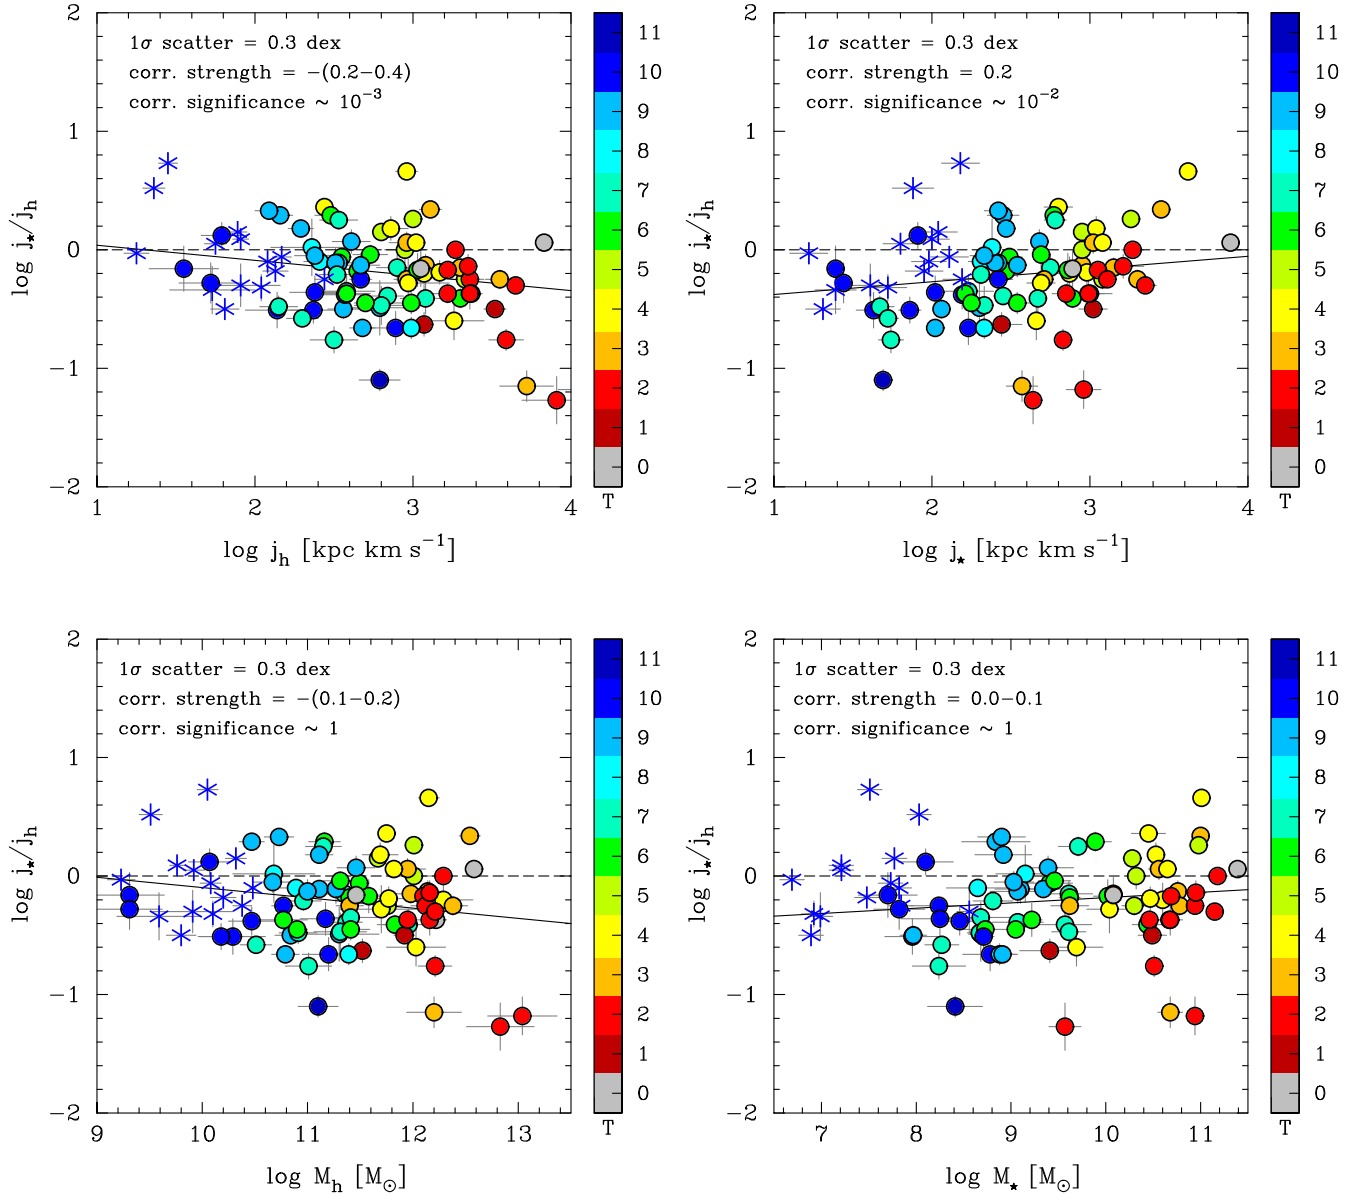 1σ scatter = 0.3 dex
corr. strength = −(0.2−0.4)
corr. significance ~ 10⁻³
log j⋆/jₕ
2
1
0
−1
−2
1 2 3 4
log jₕ [kpc km s⁻¹]
11
10
9
8
7
6
5
4
3
2
1
0
T
1σ scatter = 0.3 dex
corr. strength = 0.2
corr. significance ~ 10⁻²
log j⋆/jₕ
2
1
0
−1
−2
1 2 3 4
log j⋆ [kpc km s⁻¹]
11
10
9
8
7
6
5
4
3
2
1
0
T
1σ scatter = 0.3 dex
corr. strength = −(0.1−0.2)
corr. significance ~ 1
log j⋆/jₕ
2
1
0
−1
−2
9 10 11 12 13
log Mₕ [M☉]
11
10
9
8
7
6
5
4
3
2
1
0
T
1σ scatter = 0.3 dex
corr. strength = 0.0−0.1
corr. significance ~ 1
log j⋆/jₕ
2
1
0
−1
−2
7 8 9 10 11
log M⋆ [M☉]
11
10
9
8
7
6
5
4
3
2
1
0
T